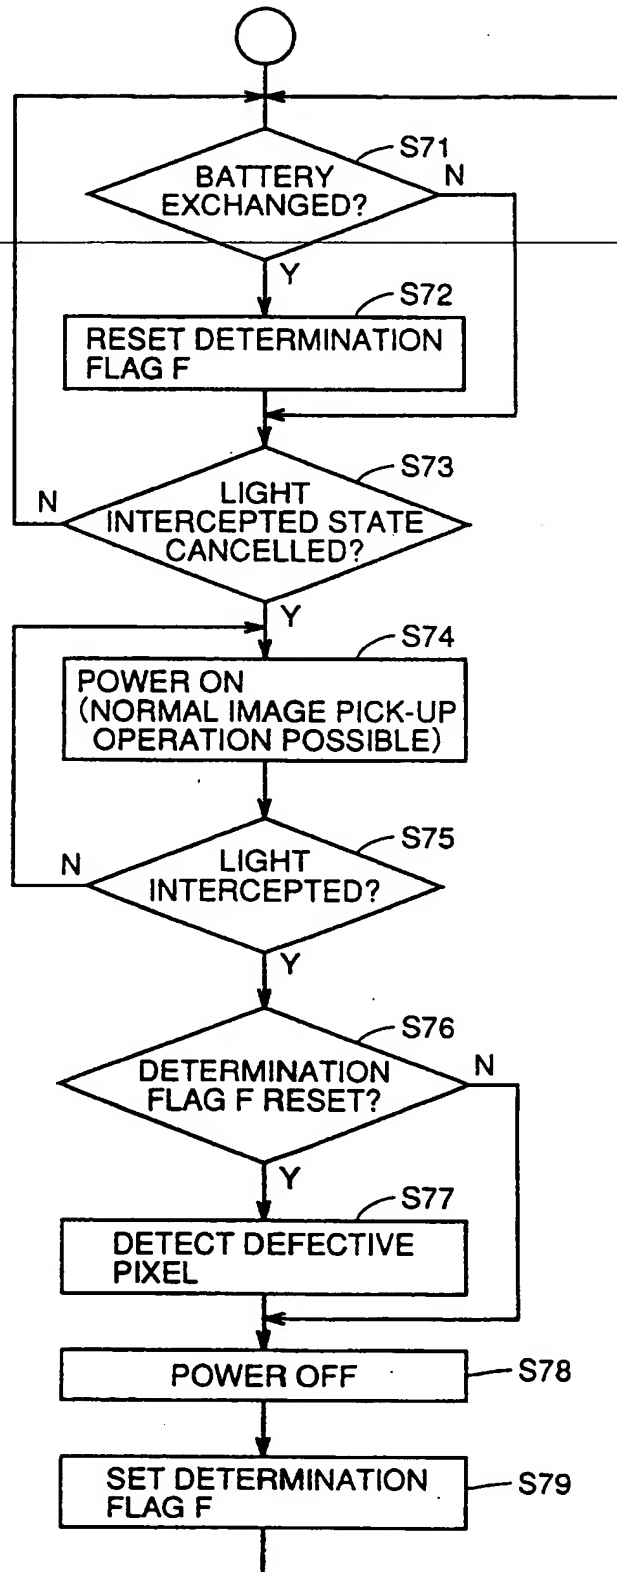 S71
BATTERY
EXCHANGED?
N
Y
S72
RESET DETERMINATION
FLAG F
S73
N
LIGHT
INTERCEPTED STATE
CANCELLED?
Y
S74
POWER ON
(NORMAL IMAGE PICK-UP
OPERATION POSSIBLE)
S75
N
LIGHT
INTERCEPTED?
Y
S76
DETERMINATION
FLAG F RESET?
N
Y
S77
DETECT DEFECTIVE
PIXEL
POWER OFF
S78
SET DETERMINATION
FLAG F
S79